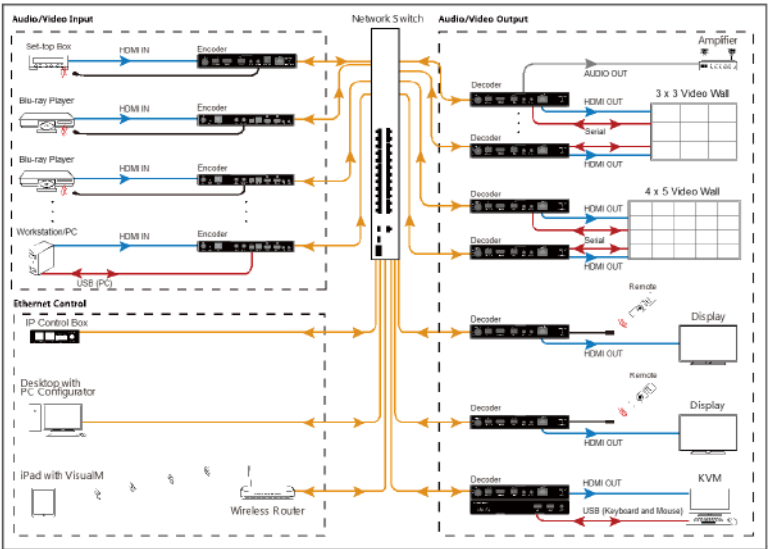 Audio/Video Input
Network Switch
Audio/Video Output
Set-top Box
HDMI IN
Encoder
Amplifier
AUDIO OUT
Blu-ray Player
HDMI IN
Encoder
Decoder
HDMI OUT
3 x 3 Video Wall
Serial
Decoder
HDMI OUT
Blu-ray Player
HDMI IN
Encoder
Decoder
HDMI OUT
4 x 5 Video Wall
Workstation/PC
HDMI IN
Encoder
Serial
Decoder
HDMI OUT
USB (PC)
Ethernet Control
IP Control Box
Remote
Decoder
Display
HDMI OUT
Desktop with
PC Configurator
Remote
Decoder
Display
HDMI OUT
iPad with VisualM
Wireless Router
Decoder
HDMI OUT
KVM
USB (Keyboard and Mouse)